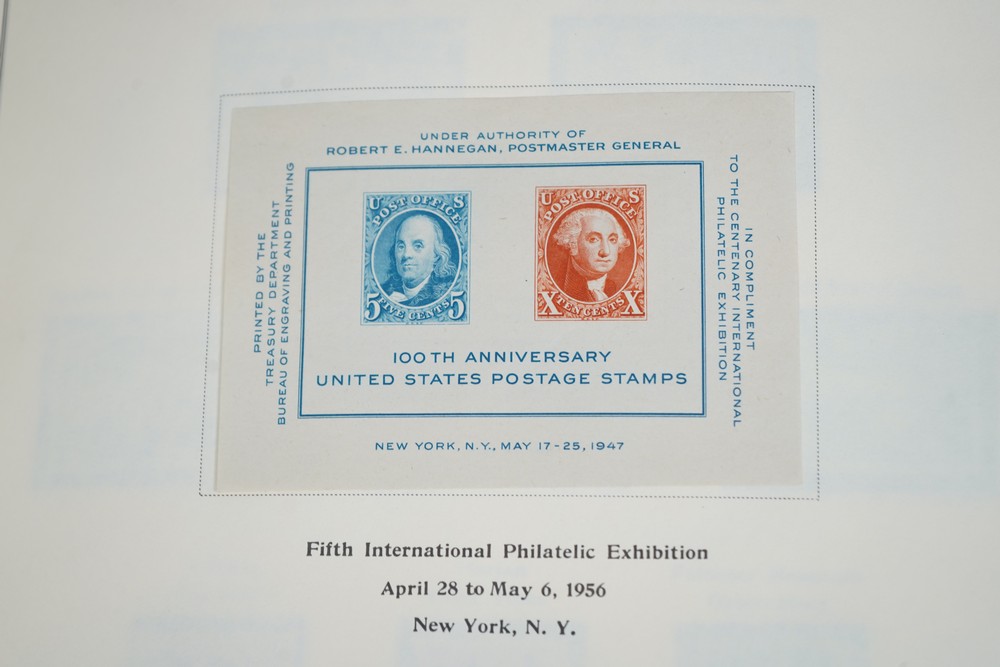 UNDER AUTHORITY OF
ROBERT E. HANNEGAN, POSTMASTER GENERAL
PRINTED BY THE
TREASURY DEPARTMENT
BUREAU OF ENGRAVING AND PRINTING
U S
POST OFFICE
5 FIVE CENTS 5
U S
POST OFFICE
X TEN CENTS X
IN COMPLIMENT
TO THE CENTENARY INTERNATIONAL
PHILATELIC EXHIBITION
100TH ANNIVERSARY
UNITED STATES POSTAGE STAMPS
NEW YORK, N.Y., MAY 17-25, 1947
Fifth International Philatelic Exhibition
April 28 to May 6, 1956
New York, N. Y.